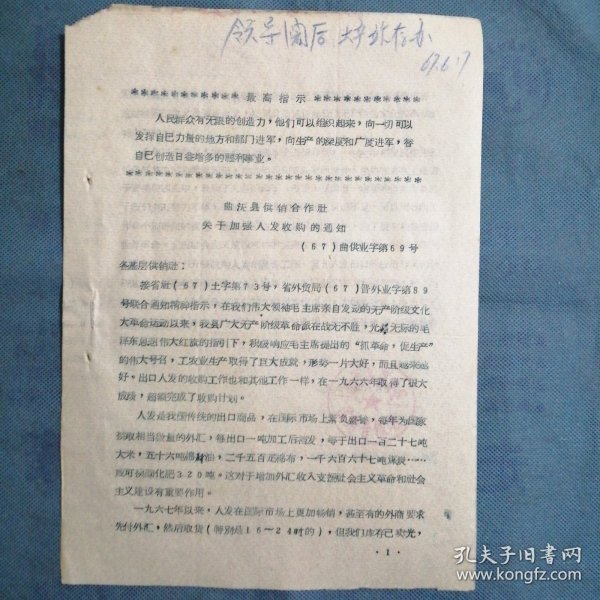 领导阅后
67.6.7
最高指示
人民群众有无限的创造力，他们可以组织起来，向一切可以
发挥自己力量的地方和部门进军，向生产的深度和广度进军，替
自己创造日益增多的福利事业。
曲沃县供销合作社
关于加强人发收购的通知
（67）曲供业字第69号
各基层供销社：
接省社（67）土字第73号，省外贸局（67）晋外业字第89
号联合通知精神指示，在我们伟大领袖毛主席亲自发动的无产阶级文化
大革命运动以来，我县广大无产阶级革命派在战无不胜，光芒无际的毛
泽东思想伟大红旗的指引下，积极响应毛主席提出的“抓革命，促生产”
的伟大号召，工农业生产取得了巨大成就，形势一片大好，而且越来越
好。出口人发的收购工作也和其他工作一样，在一九六六年取得了很大
成绩，超额完成了收购计划。
人发是我国传统的出口商品，在国际市场上素负盛誉，每年为国家
换取相当数量的外汇，每出口一吨加工后档发，等于出口一百二十七吨
大米，五十六吨棉籽油，二千五百疋棉布，一千六百六十七吨煤炭……
或可换回化肥320吨。这对于增加外汇收入支援社会主义革命和社会
主义建设有重要作用。
一九六七年以来，人发在国际市场上更加畅销，甚至有的外商要求
先付外汇，然后取货（特别是16～24吋的），但我们库存已卖光，
·1·
孔夫子旧书网
www.kongfz.com